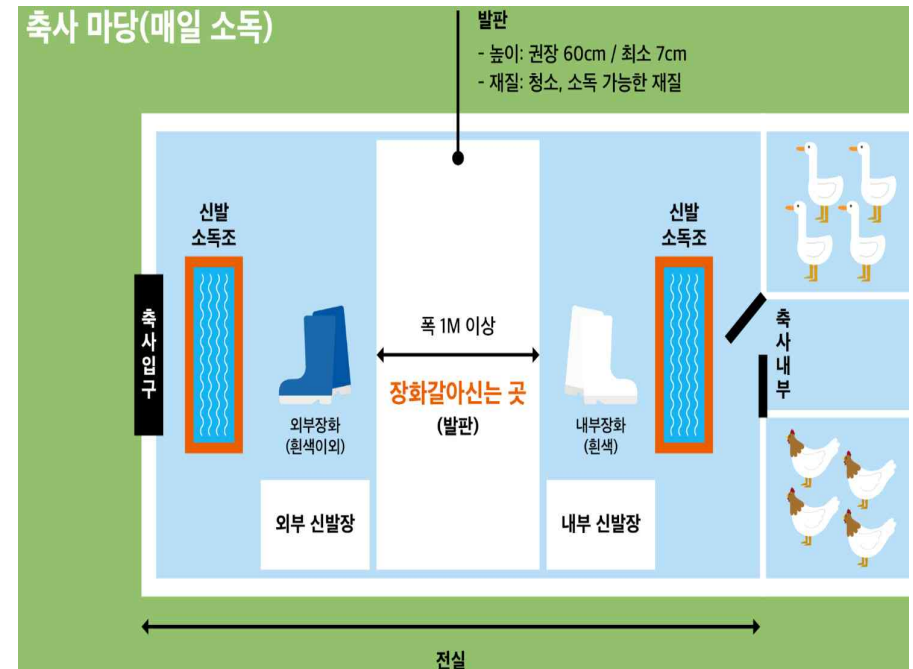 축사 마당(매일 소독)
발판
- 높이: 권장 60cm / 최소 7cm
- 재질: 청소, 소독 가능한 재질
신발
소독조
신발
소독조
축사입구
폭 1M 이상
장화갈아신는 곳
(발판)
외부장화
(흰색이외)
내부장화
(흰색)
축사내부
외부 신발장
내부 신발장
전실